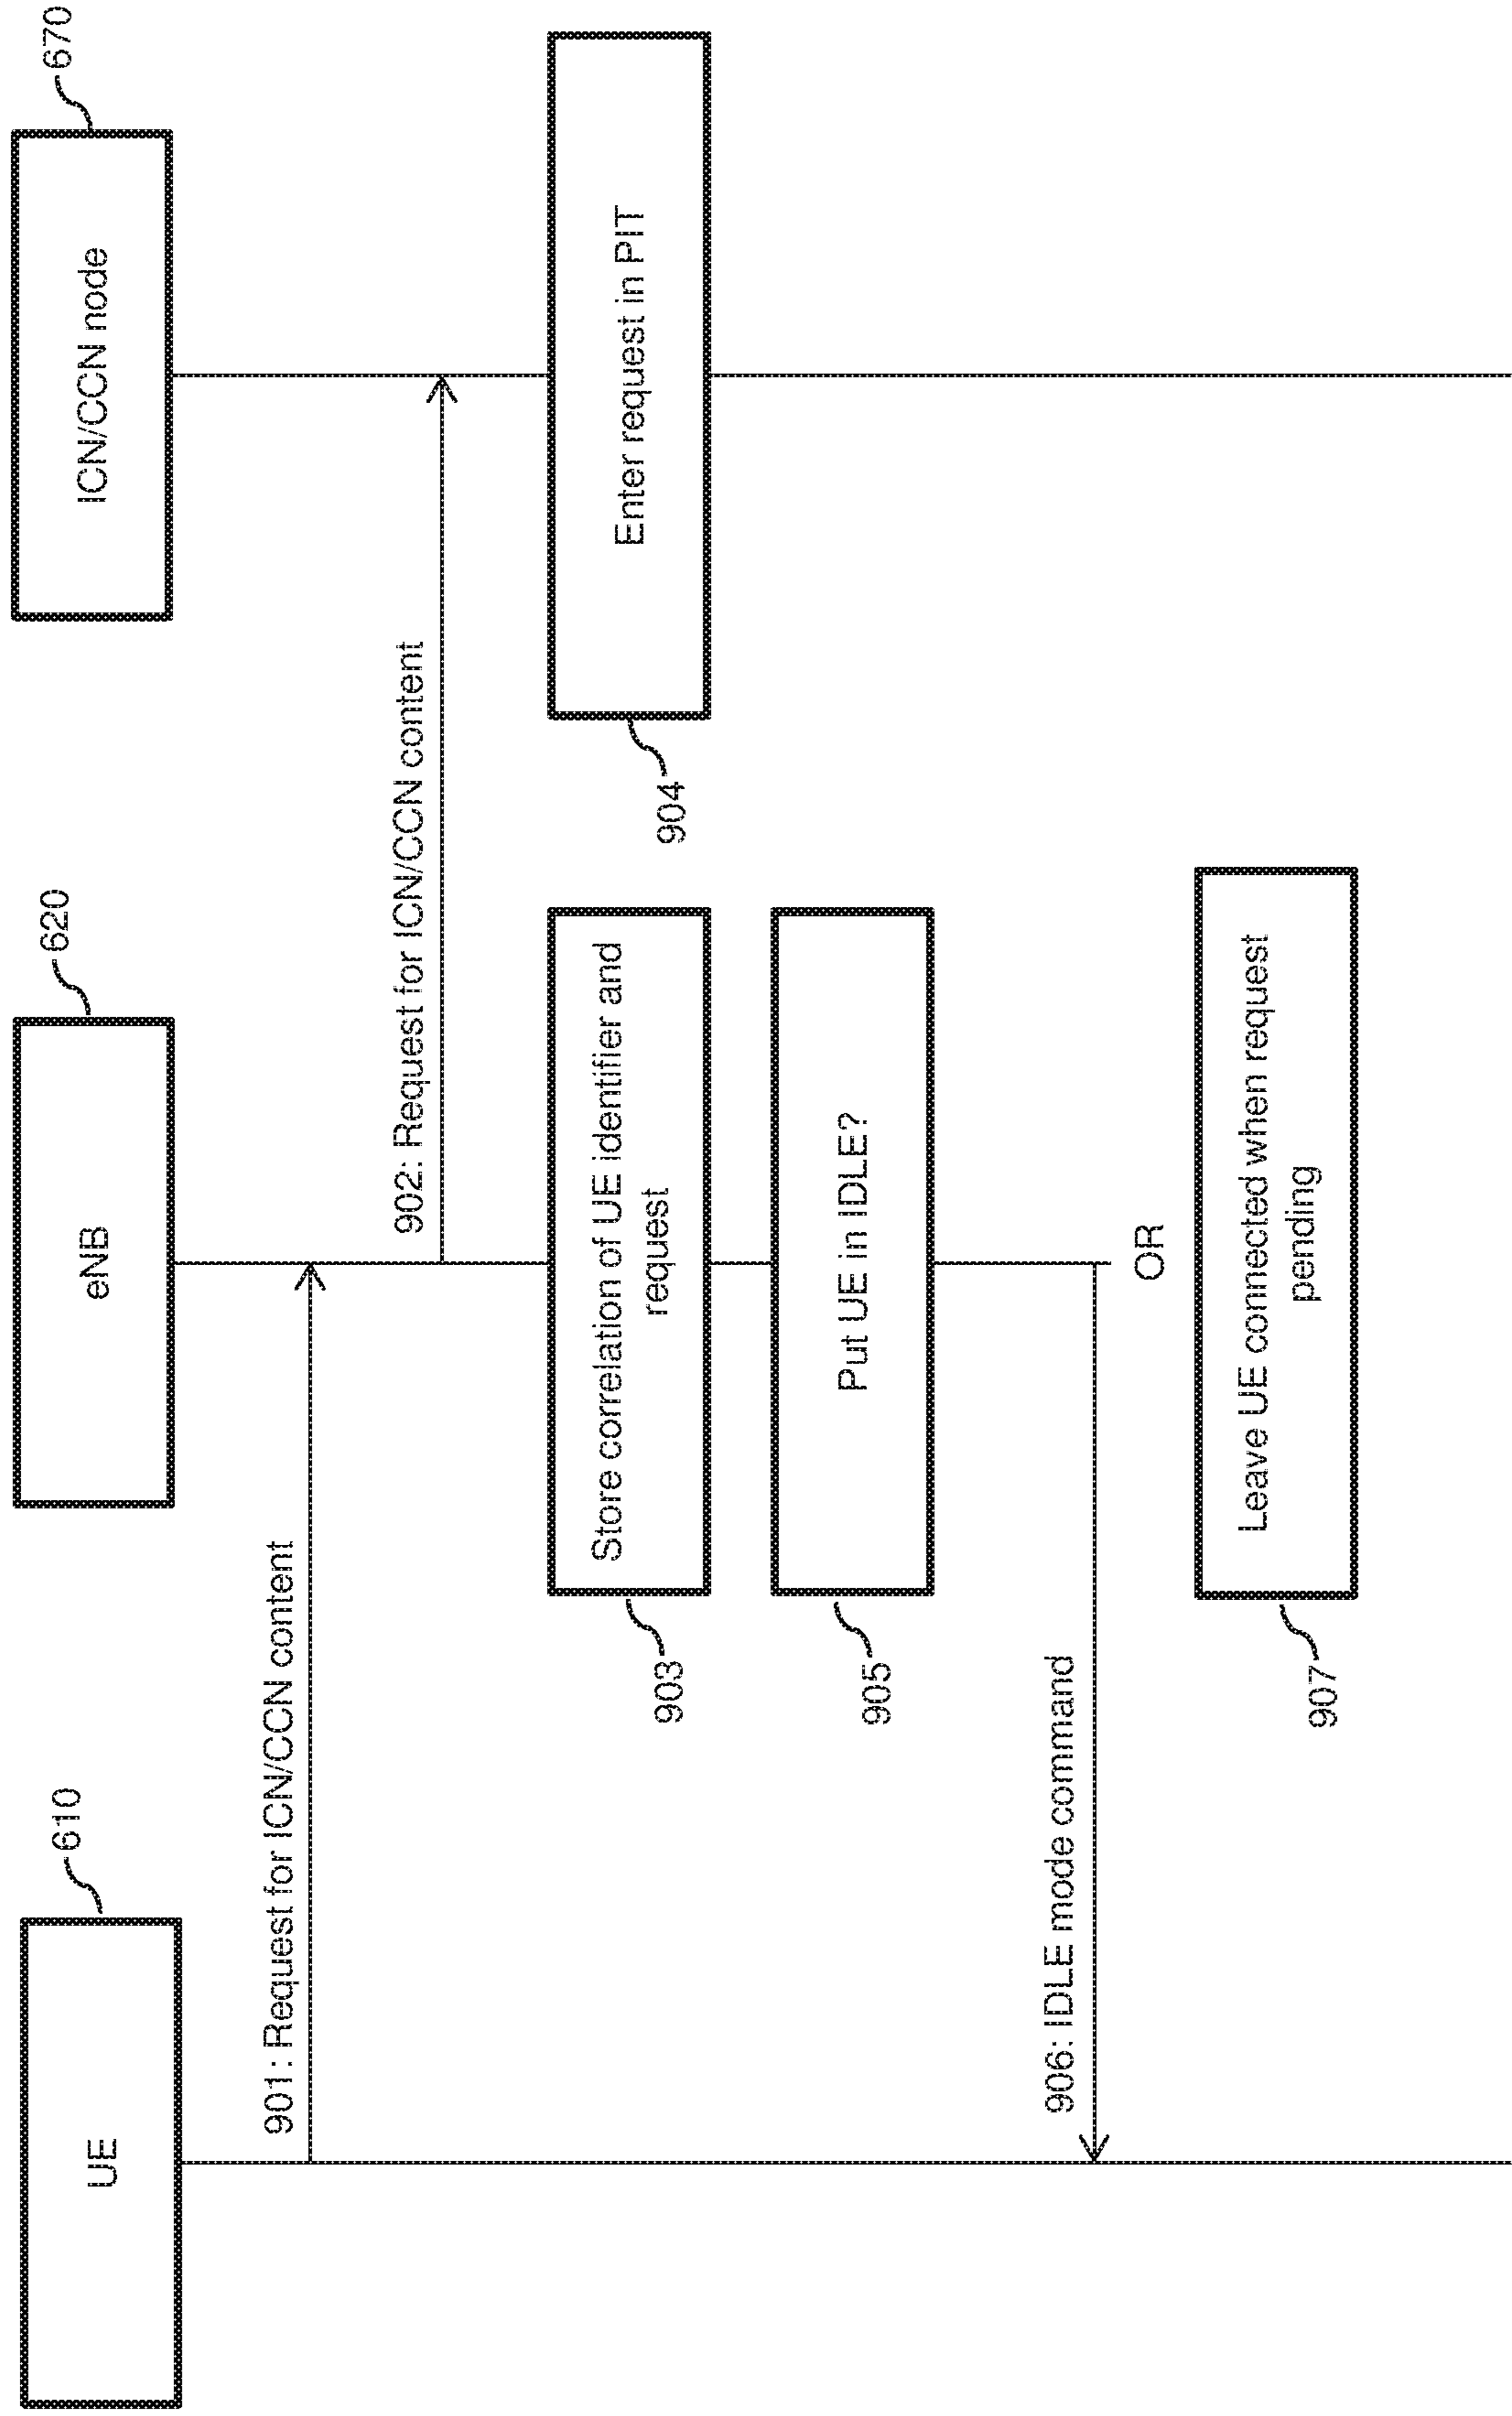 UE
610
eNB
620
ICN/CCN node
670
901: Request for ICN/CCN content
902: Request for ICN/CCN content
Store correlation of UE identifier and
request
903
Enter request in PIT
904
Put UE in IDLE?
905
906: IDLE mode command
OR
Leave UE connected when request
pending
907